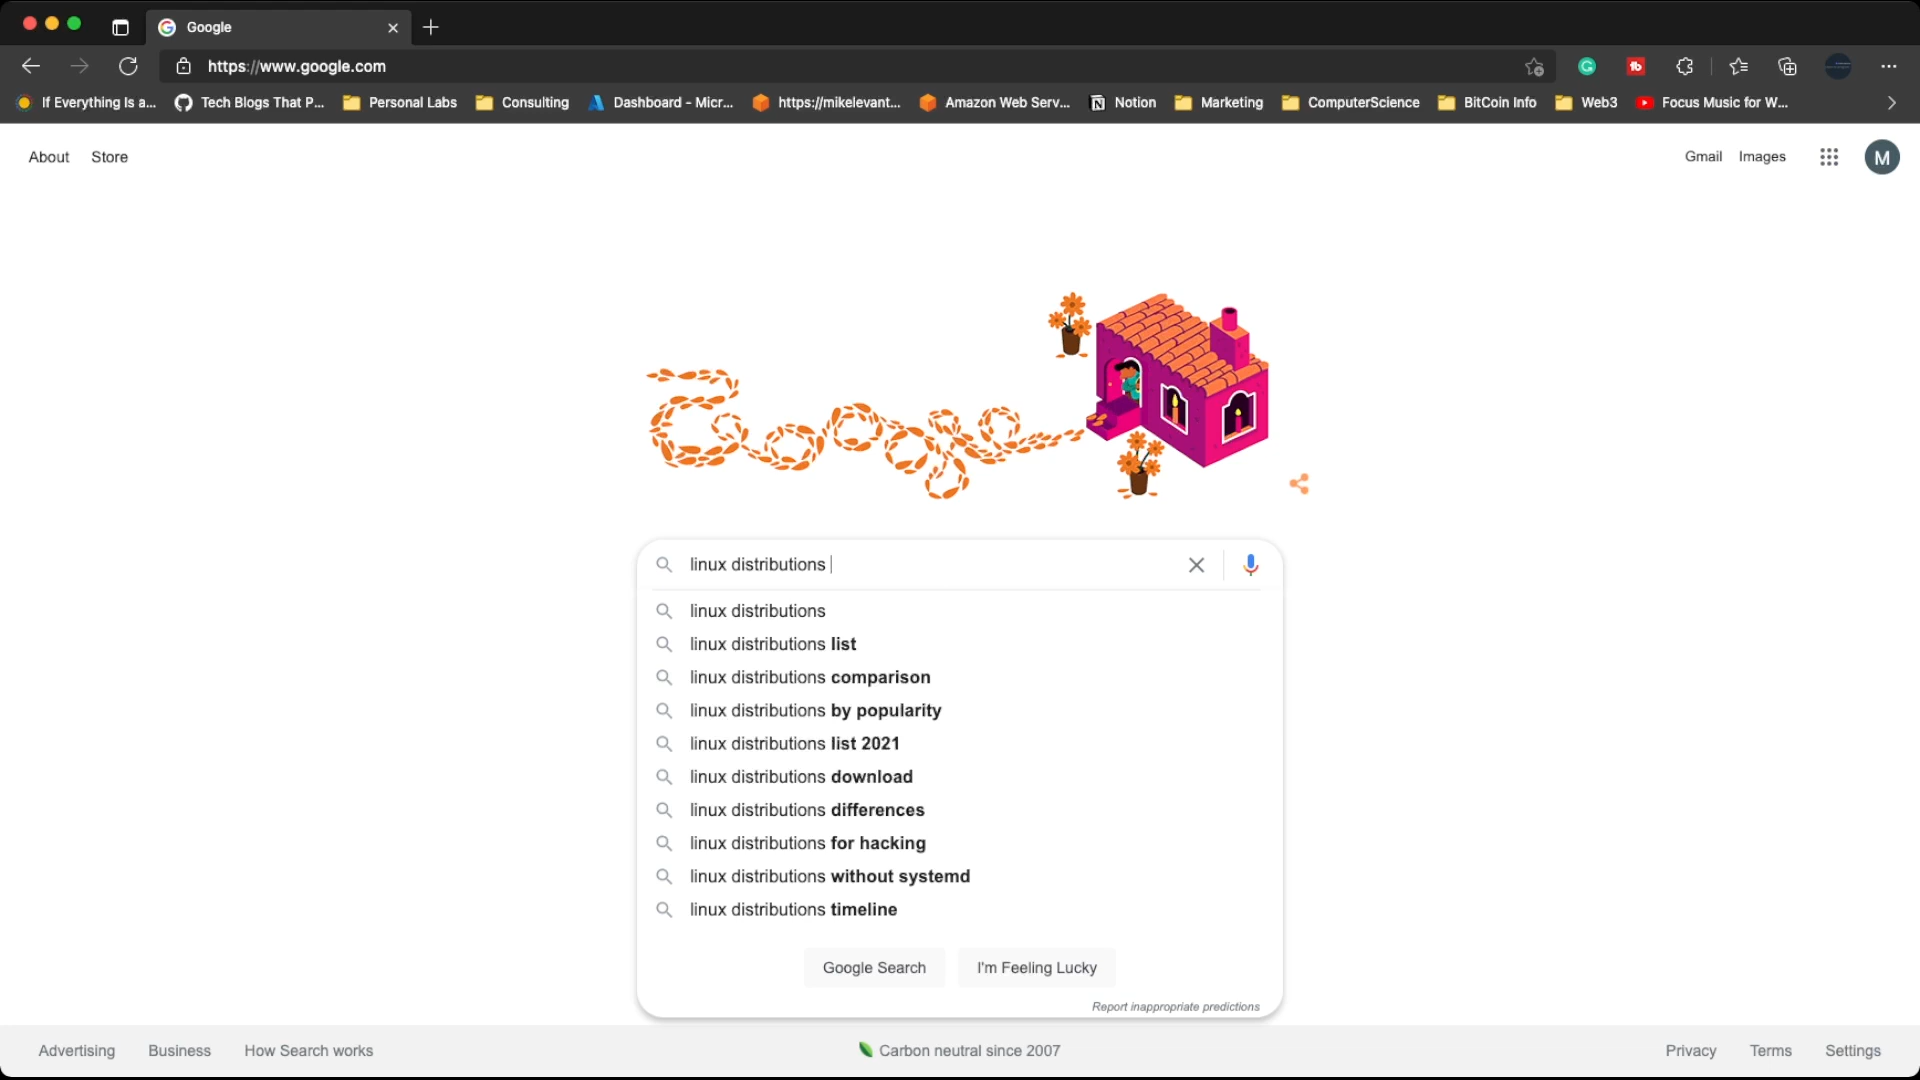 Google
https://www.google.com
If Everything Is a...
Tech Blogs That P...
Personal Labs
Consulting
Dashboard - Micr...
https://mikelevant...
Amazon Web Serv...
Notion
Marketing
ComputerScience
BitCoin Info
Web3
Focus Music for W...
About
Store
Gmail
Images
M
Google
linux distributions
linux distributions
linux distributions list
linux distributions comparison
linux distributions by popularity
linux distributions list 2021
linux distributions download
linux distributions differences
linux distributions for hacking
linux distributions without systemd
linux distributions timeline
Google Search
I'm Feeling Lucky
Report inappropriate predictions
Advertising
Business
How Search works
Carbon neutral since 2007
Privacy
Terms
Settings